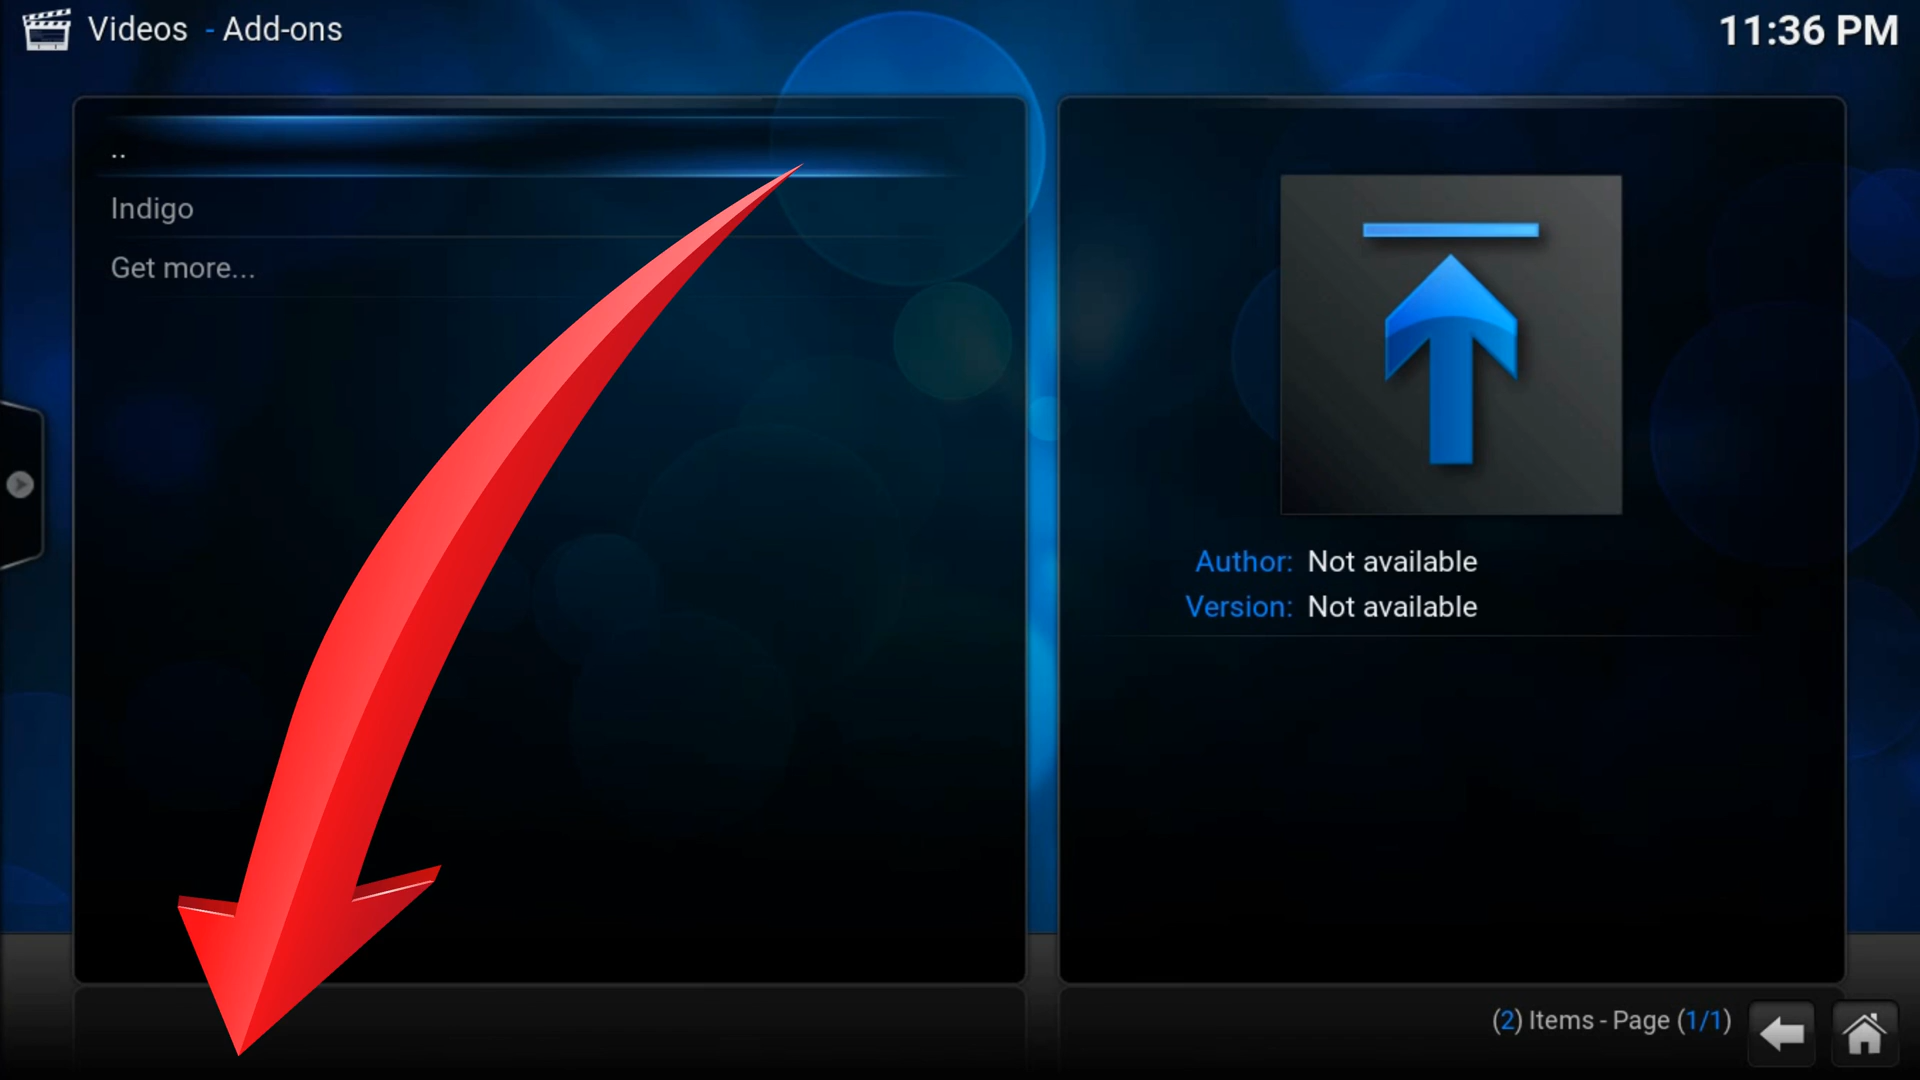 Videos - Add-ons
11:36 PM
..
Indigo
Get more...
Author: Not available
Version: Not available
(2) Items - Page (1/1)